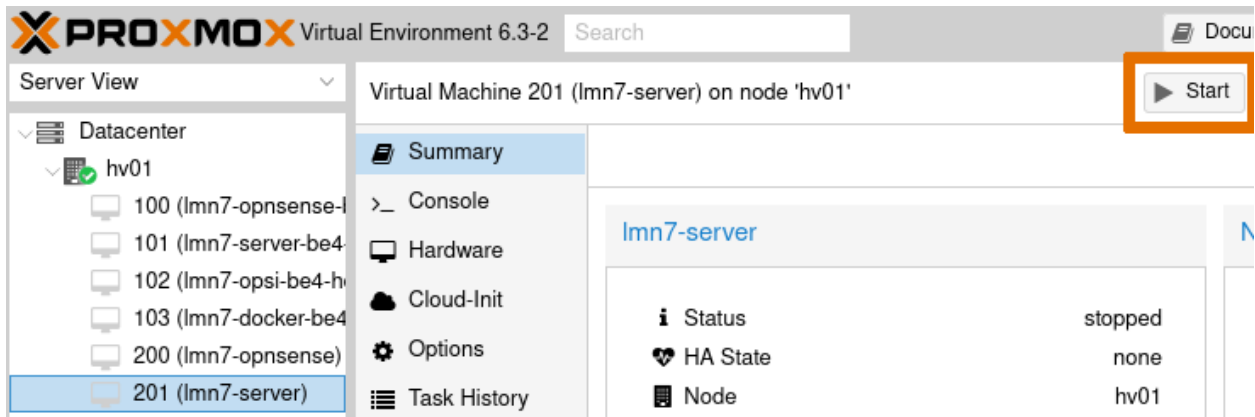 PROXMOX Virtual Environment 6.3-2 Search
Server View
Virtual Machine 201 (lmn7-server) on node 'hv01'
Start
Datacenter
hv01
100 (lmn7-opnsense-
101 (lmn7-server-be4-
102 (lmn7-opsi-be4-
103 (lmn7-docker-be4
200 (lmn7-opnsense)
201 (lmn7-server)
Summary
Console
Hardware
Cloud-Init
Options
Task History
lmn7-server
N
Status stopped
HA State none
Node hv01